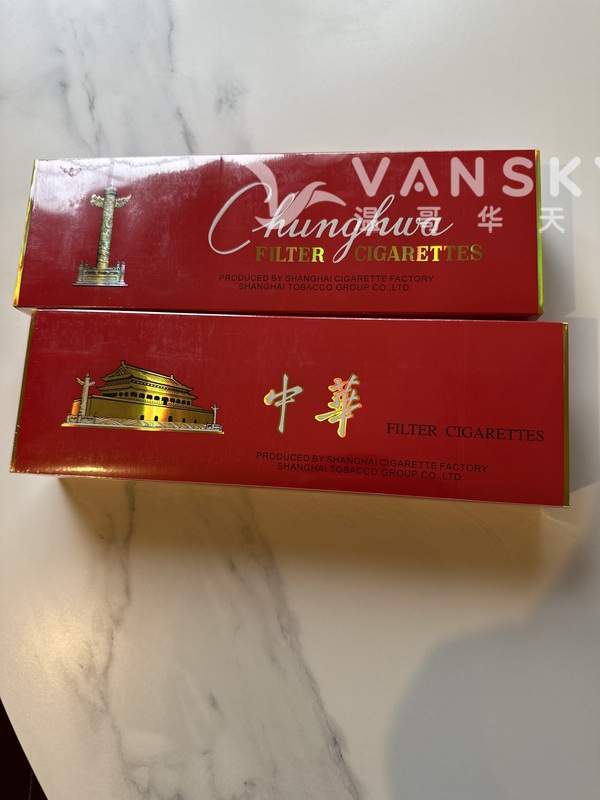 VANSKY
温哥华天
Chunghwa
FILTER CIGARETTES
PRODUCED BY SHANGHAI CIGARETTE FACTORY
SHANGHAI TOBACCO GROUP CO.,LTD.
中華
FILTER CIGARETTES
PRODUCED BY SHANGHAI CIGARETTE FACTORY
SHANGHAI TOBACCO GROUP CO.,LTD.